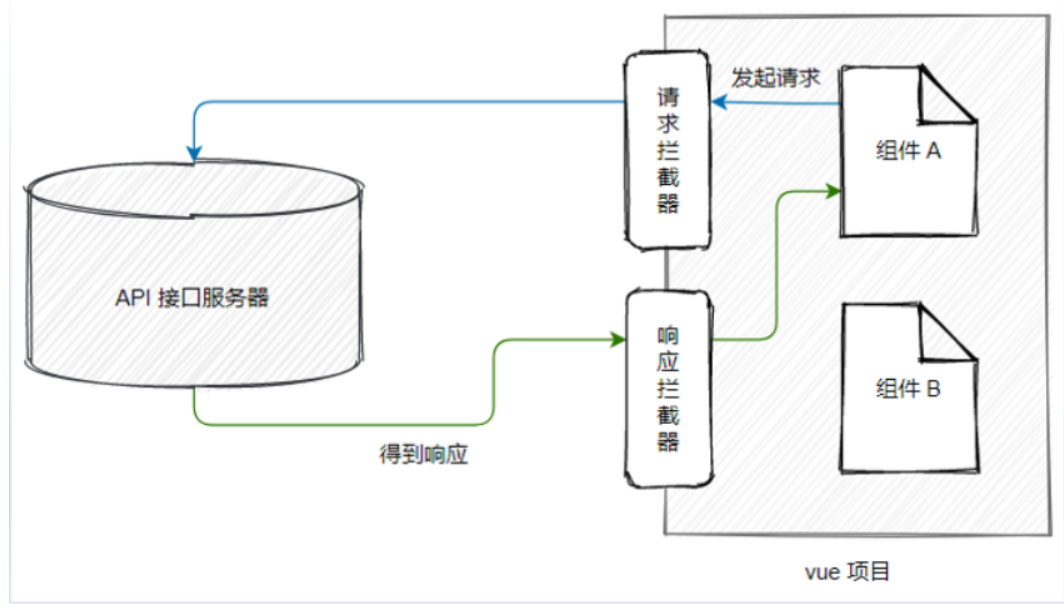 发起请求
请求拦截器
组件 A
API 接口服务器
响应拦截器
组件 B
得到响应
vue 项目